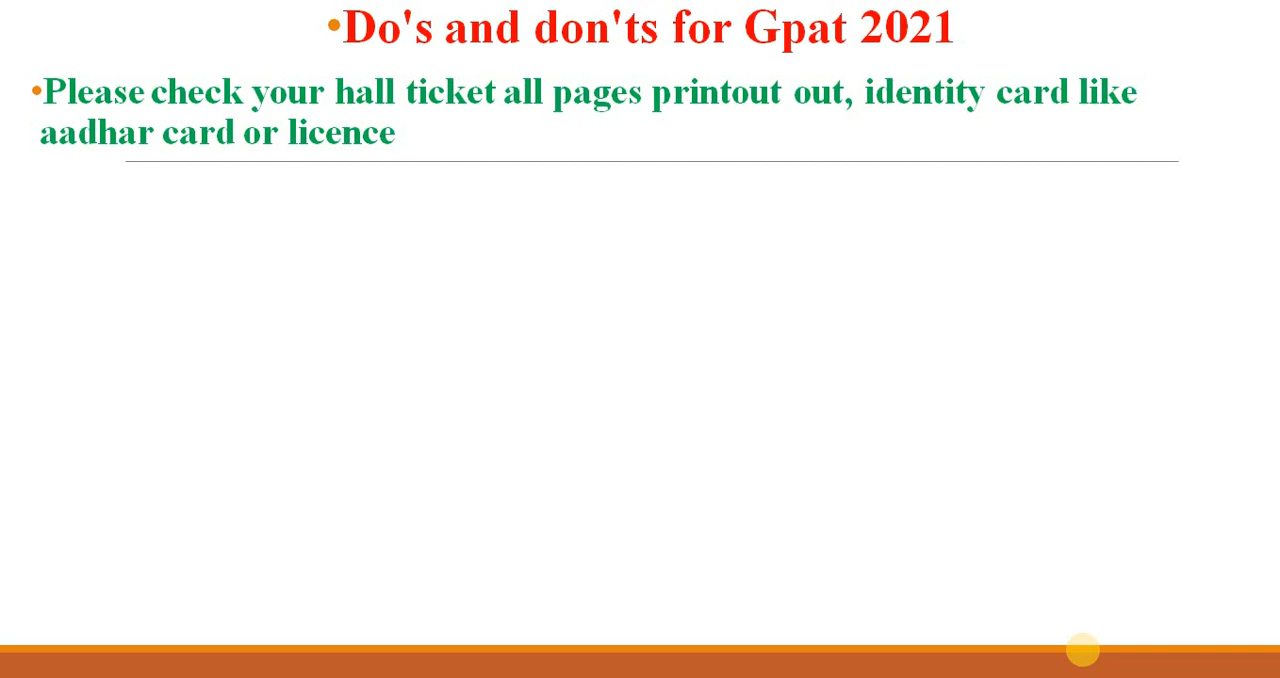 •Do's and don'ts for Gpat 2021
•Please check your hall ticket all pages printout out, identity card like
aadhar card or licence